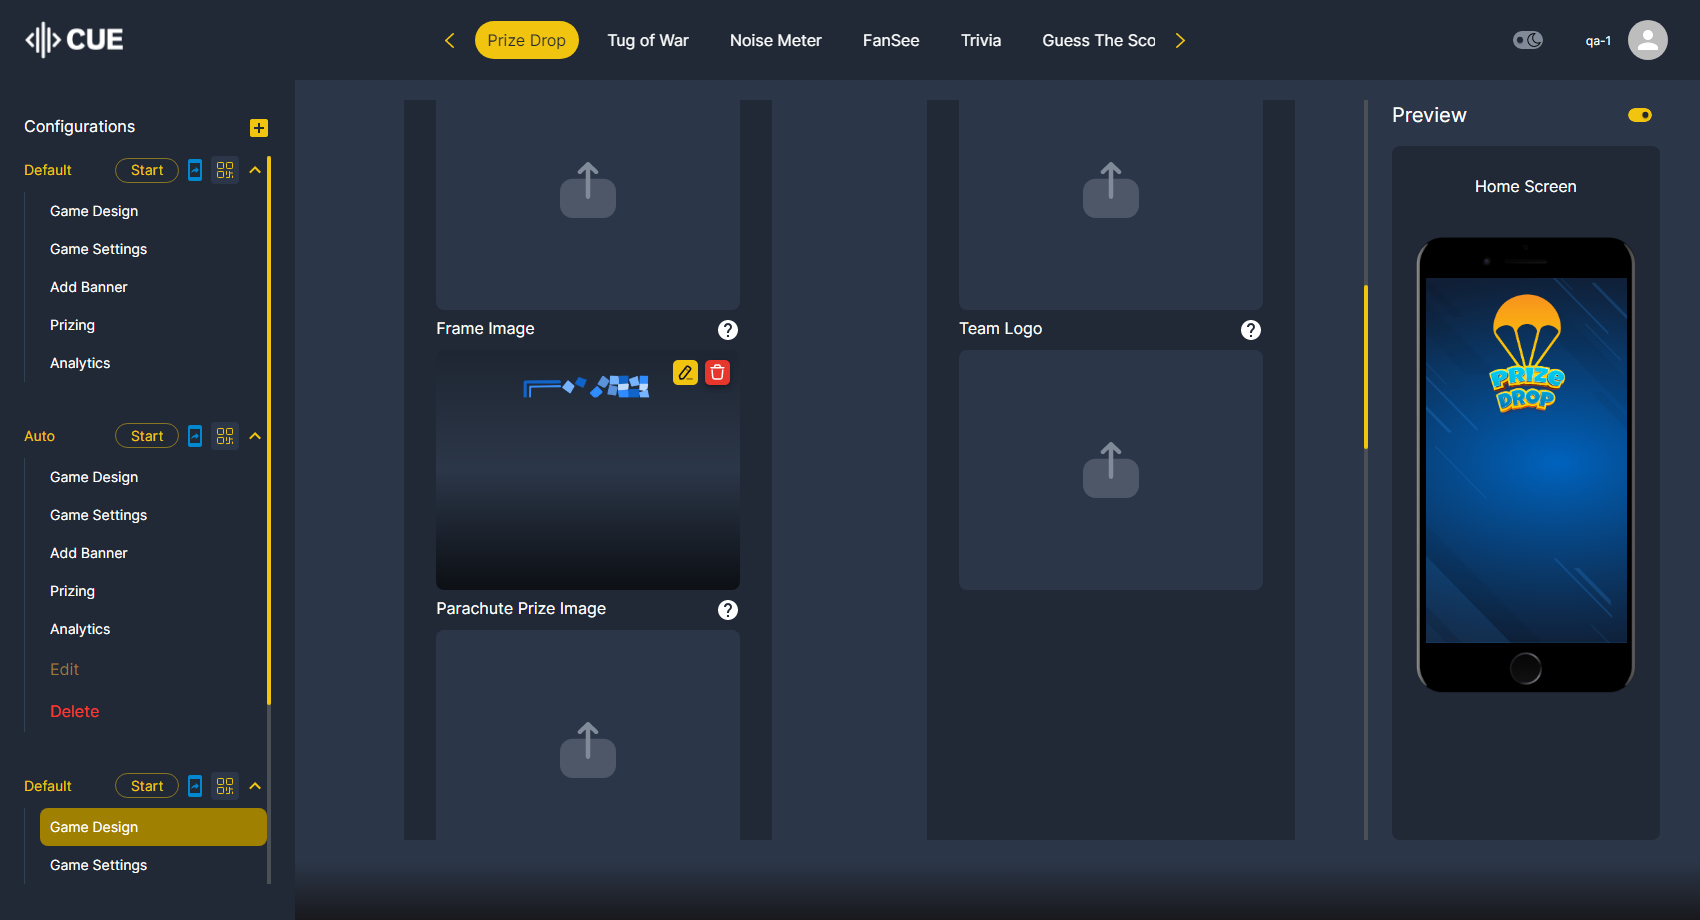 CUE
Prize Drop
Tug of War
Noise Meter
FanSee
Trivia
Guess The Sco
qa-1
Configurations
Default
Start
Game Design
Game Settings
Add Banner
Prizing
Analytics
Auto
Start
Game Design
Game Settings
Add Banner
Prizing
Analytics
Edit
Delete
Default
Start
Game Design
Game Settings
Frame Image
?
Parachute Prize Image
?
Team Logo
?
Preview
Home Screen
PRIZE
DROP